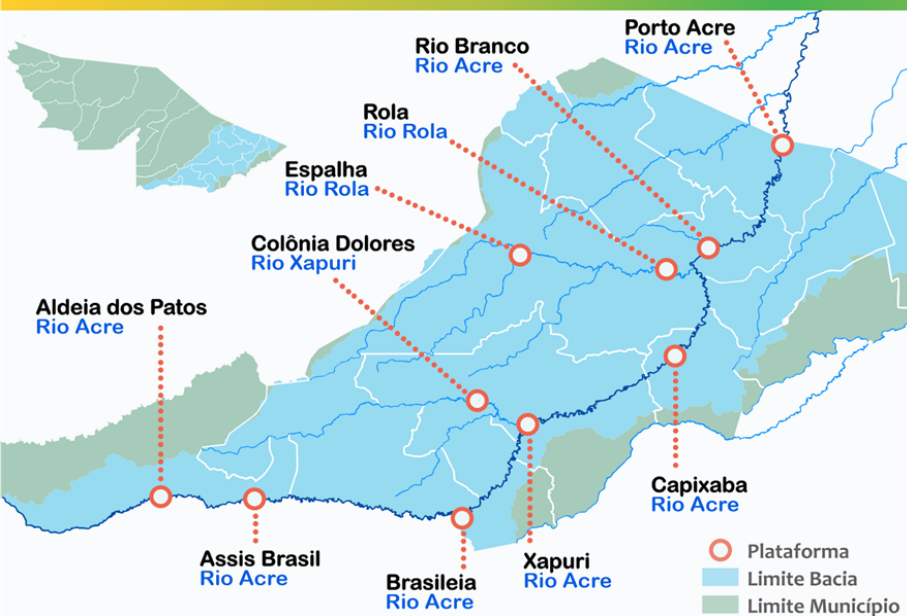 Porto Acre
Rio Acre
Rio Branco
Rio Acre
Rola
Rio Rola
Espalha
Rio Rola
Colônia Dolores
Rio Xapuri
Aldeia dos Patos
Rio Acre
Capixaba
Rio Acre
Assis Brasil
Rio Acre
Xapuri
Rio Acre
Brasileia
Rio Acre
Plataforma
Limite Bacia
Limite Município